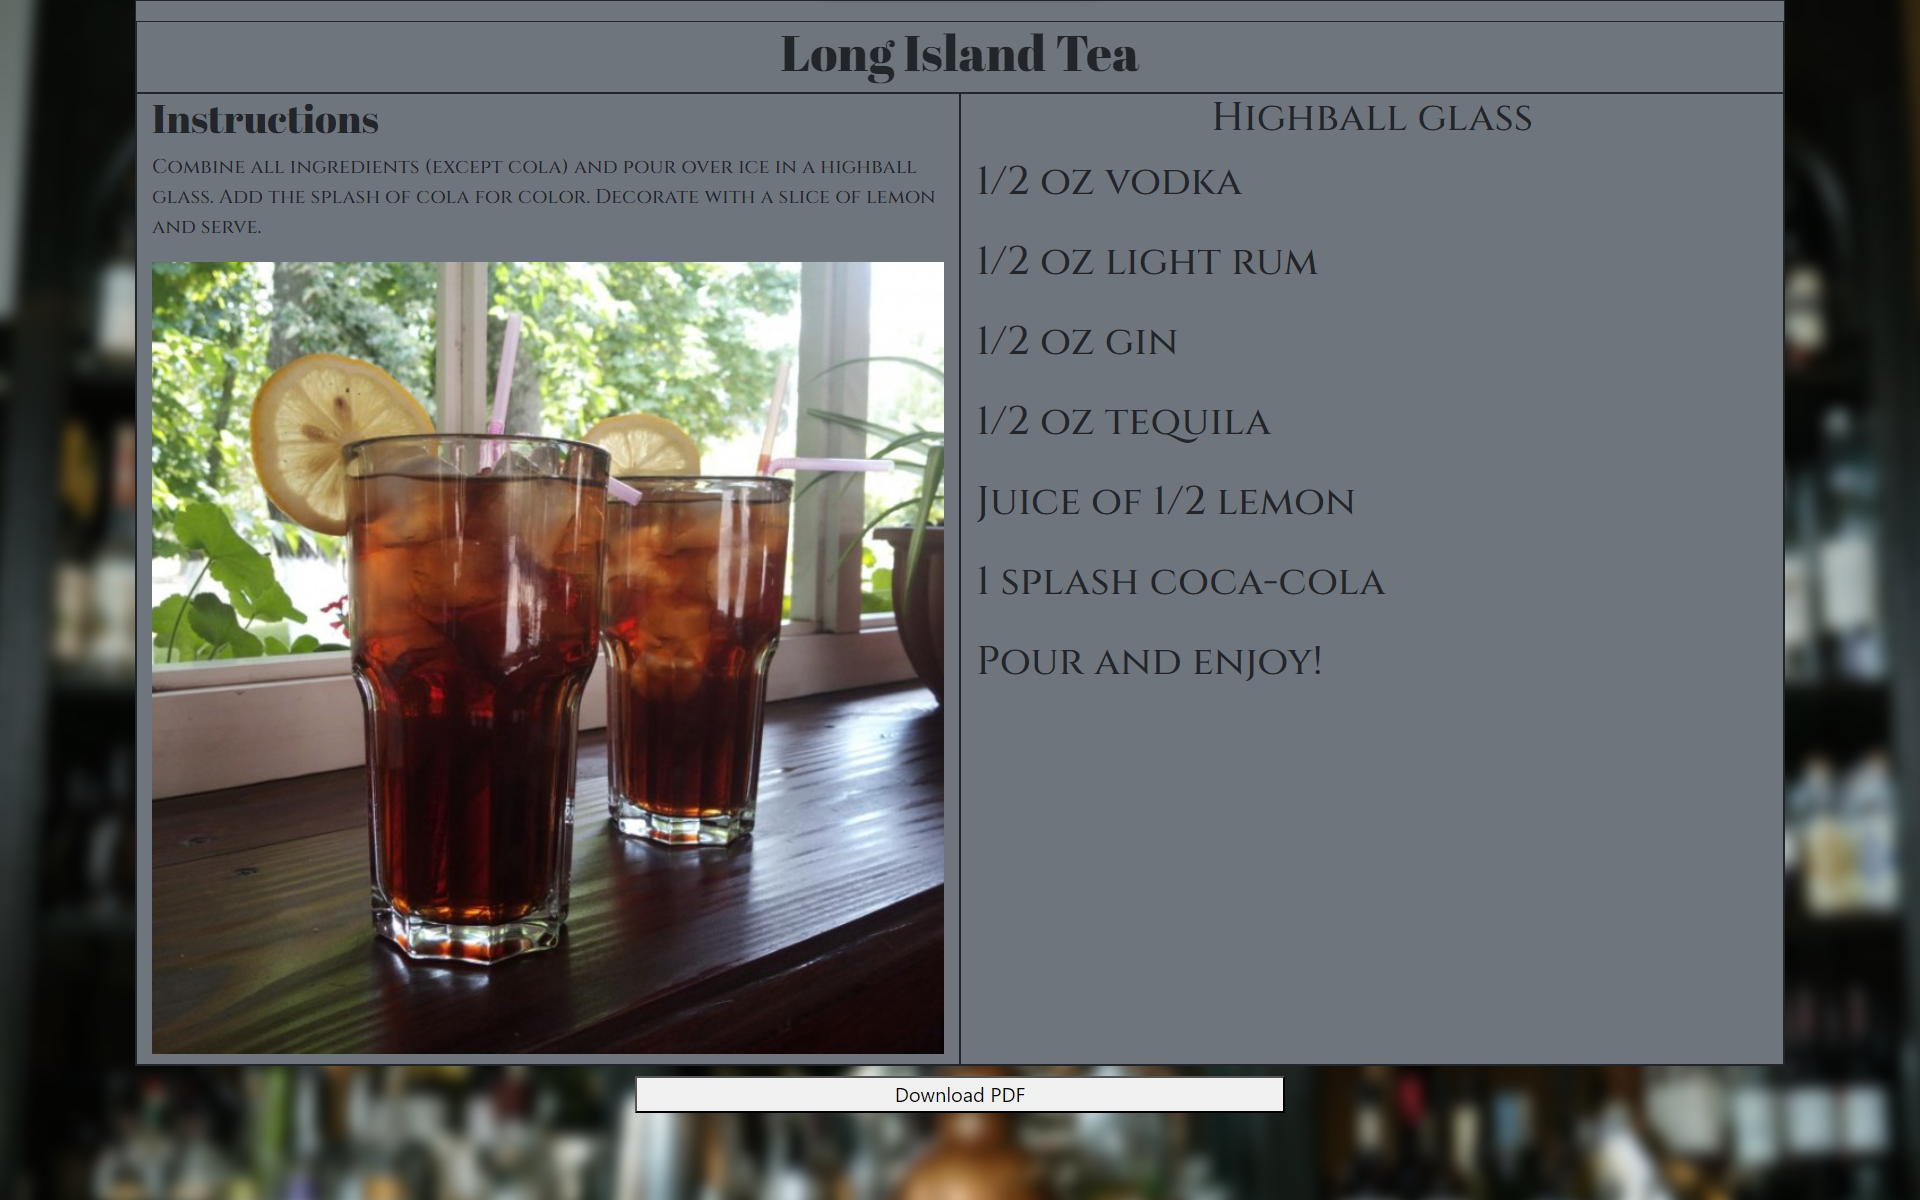 Long Island Tea
Instructions
Combine all ingredients (except cola) and pour over ice in a highball
glass. Add the splash of cola for color. Decorate with a slice of lemon
and serve.
Highball glass
1/2 oz vodka
1/2 oz light rum
1/2 oz gin
1/2 oz tequila
Juice of 1/2 lemon
1 splash coca-cola
Pour and enjoy!
Download PDF